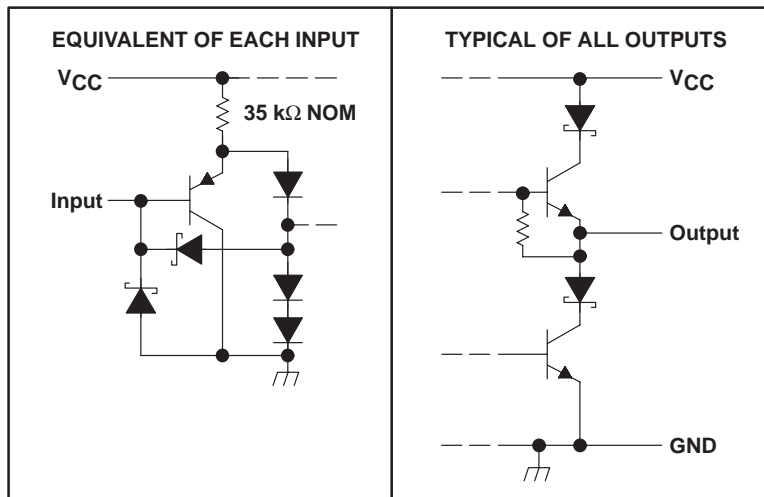 EQUIVALENT OF EACH INPUT
VCC
35 kΩ NOM
Input
TYPICAL OF ALL OUTPUTS
VCC
Output
GND